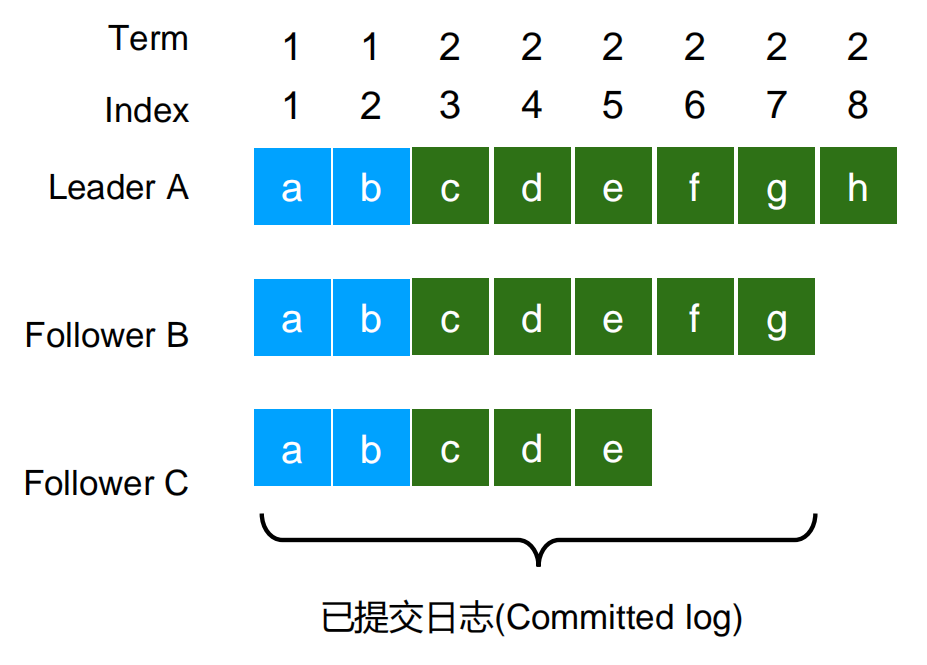 Term 1 1 2 2 2 2 2 2
Index 1 2 3 4 5 6 7 8
Leader A a b c d e f g h
Follower B a b c d e f g
Follower C a b c d e
已提交日志(Committed log)